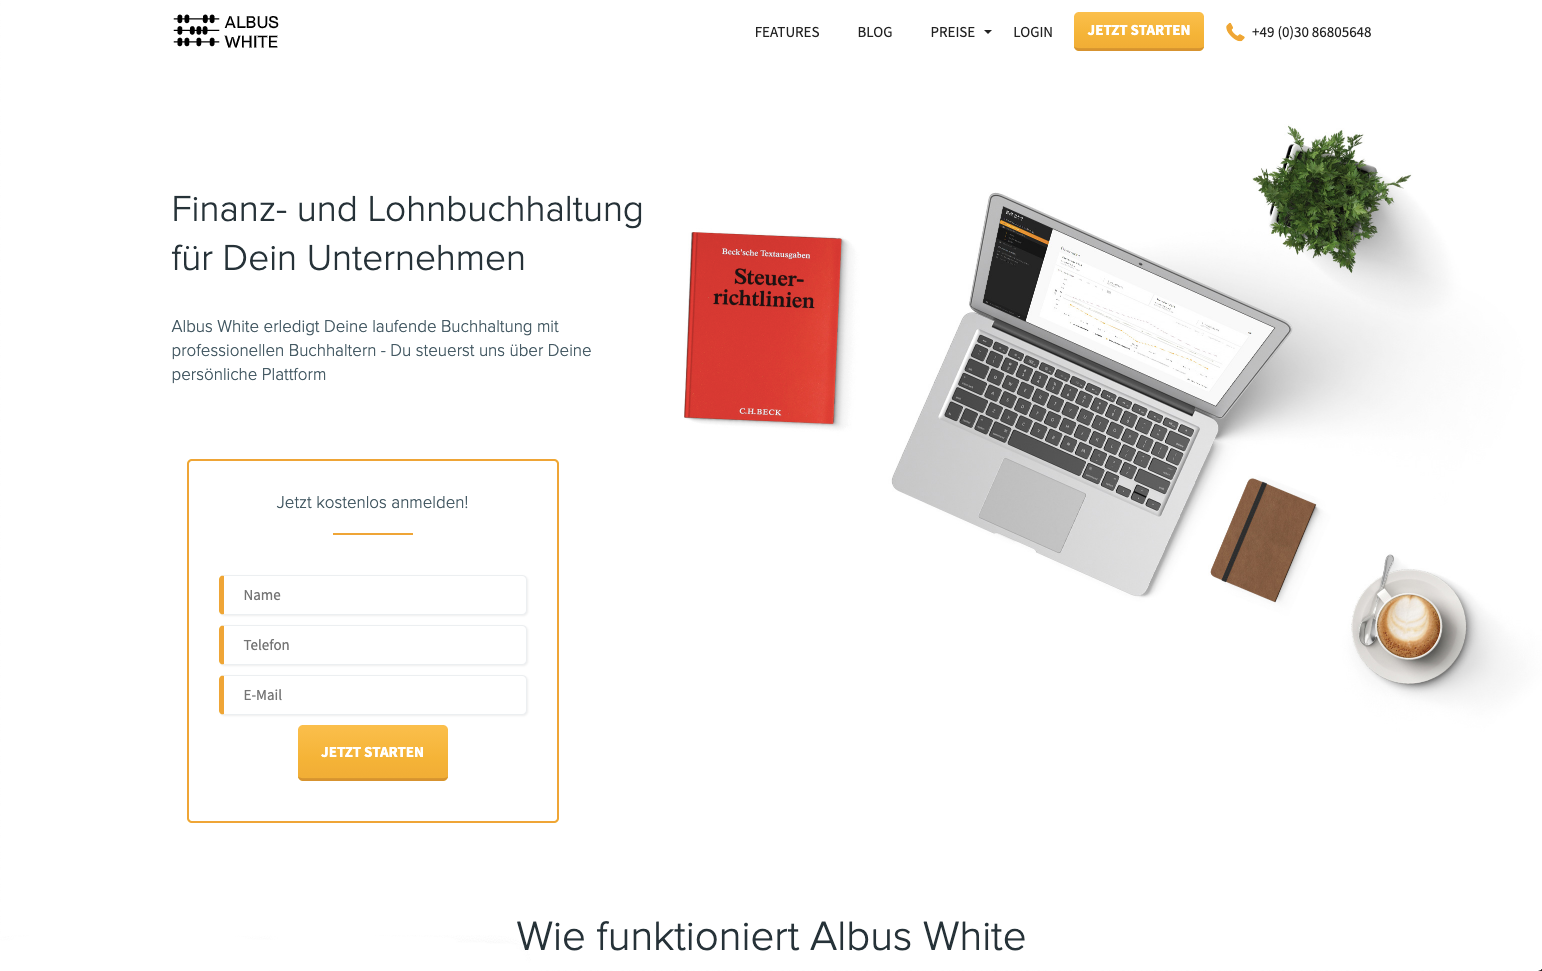 ALBUS
WHITE
FEATURES
BLOG
PREISE
LOGIN
JETZT STARTEN
+49 (0)30 86805648
Finanz- und Lohnbuchhaltung
für Dein Unternehmen
Albus White erledigt Deine laufende Buchhaltung mit
professionellen Buchhaltern - Du steuerst uns über Deine
persönliche Plattform
Beck'sche Textausgaben
Steuer-
richtlinien
C.H.BECK
Jetzt kostenlos anmelden!
Name
Telefon
E-Mail
JETZT STARTEN
Wie funktioniert Albus White